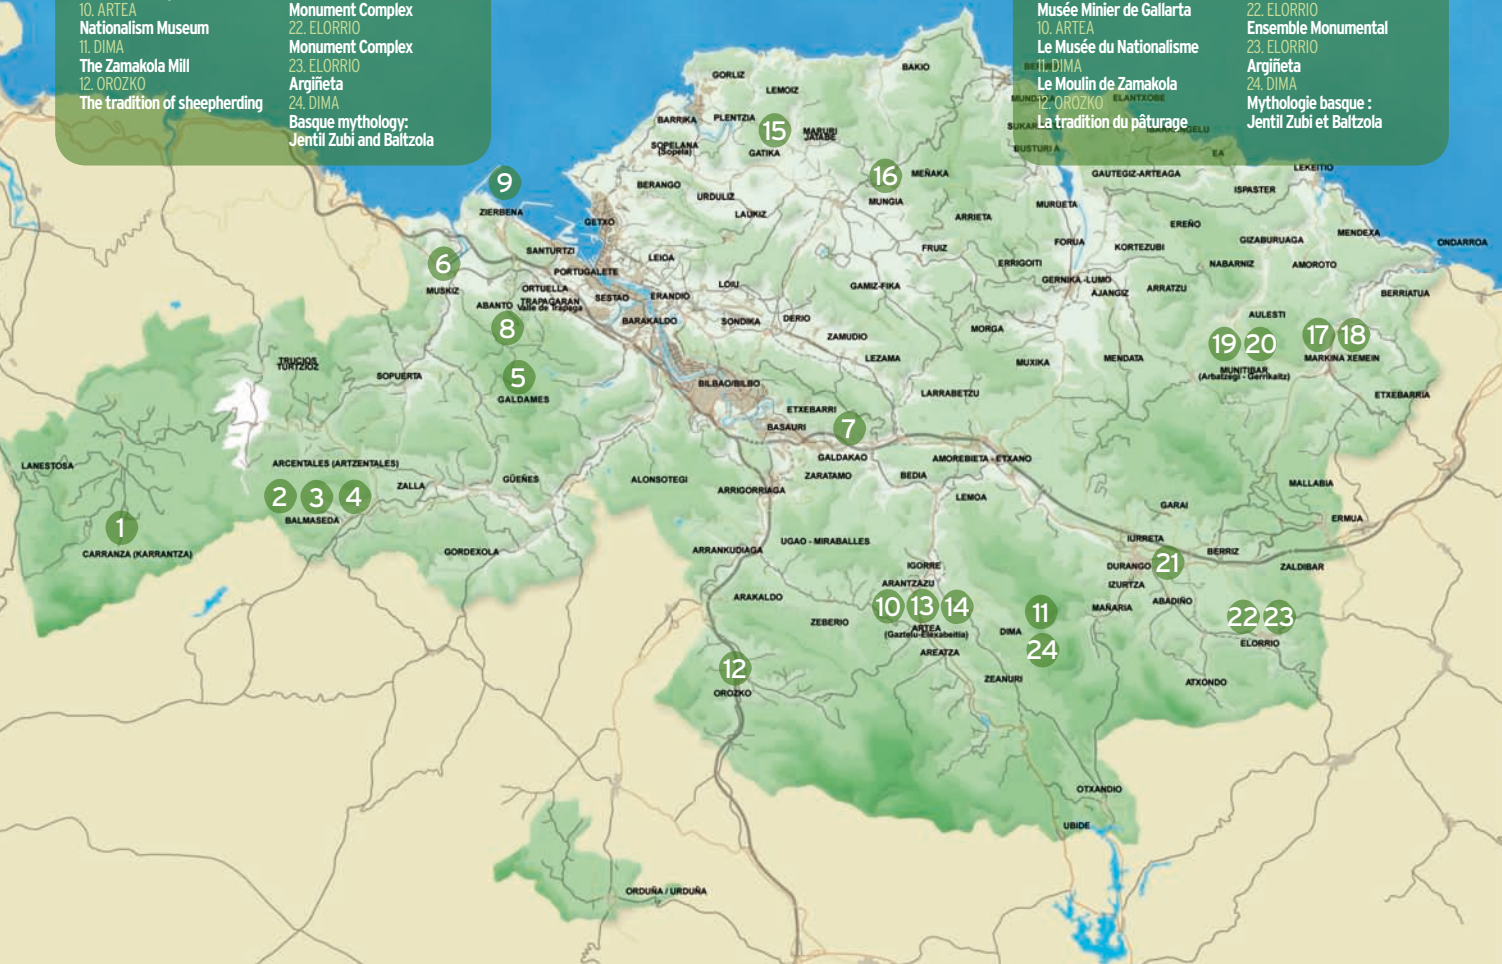 10. ARTEA
Nationalism Museum
11. DIMA
The Zamakola Mill
12. OROZKO
The tradition of sheepherding
Monument Complex
22. ELORRIO
Monument Complex
23. ELORRIO
Argiñeta
24. DIMA
Basque mythology:
Jentil Zubi and Baltzola
Musée Minier de Gallarta
10. ARTEA
Le Musée du Nationalisme
11. DIMA
Le Moulin de Zamakola
12. OROZKO
La tradition du pâturage
22. ELORRIO
Ensemble Monumental
23. ELORRIO
Argiñeta
24. DIMA
Mythologie basque :
Jentil Zubi et Baltzola
BAKIO
GORLIZ
LEMOIZ
ELANTXOBE
BARRIKA
PLENTZIA
15
MARURI
JATABE
SOPELANA
(Sopela)
GATIKA
BUSTURIA
EA
LEKEITIO
9
BERANGO
URDULIZ
16
MEÑAKA
MUNGIA
GAUTEGIZ-ARTEAGA
ISPASTER
ZIERBENA
GETXO
LAUKIZ
ARRIETA
MURUETA
EREÑO
MENDEXA
ONDARROA
SANTURTZI
LEIOA
FRUIZ
FORUA
KORTEZUBI
GIZABURUAGA
6
MUSKIZ
PORTUGALETE
ERRIGOITI
NABARNIZ
AMOROTO
ORTUELLA
LOIU
GAMIZ-FIKA
GERNIKA -LUMO
AJANGIZ
ARRATZU
BERRIATUA
ABANTO
TRAPAGARAN
Valle de Trapaga
SESTAO
ERANDIO
8
BARAKALDO
SONDIKA
DERIO
ZAMUDIO
MORGA
AULESTI
19
20
17
18
MUNITIBAR
(Arbatzegi - Gerrikaitz)
MARKINA XEMEIN
TRUCIOS
TURTZIOZ
SOPUERTA
5
GALDAMES
LEZAMA
MUXIKA
MENDATA
BILBAO/BILBO
LARRABETZU
ETXEBARRIA
ETXEBARRI
BASAURI
7
GALDAKAO
LANESTOSA
ARCENTALES (ARTZENTALES)
2
3
4
BALMASEDA
ZALLA
GÜEÑES
ALONSOTEGI
ARRIGORRIAGA
ZARATAMO
BEDIA
AMOREBIETA - ETXANO
LEMOA
MALLABIA
GARAI
ERMUA
1
CARRANZA (KARRANTZA)
GORDEXOLA
ARRANKUDIAGA
UGAO - MIRABALLES
IURRETA
BERRIZ
DURANGO
21
ZALDIBAR
IGORRE
ARANTZAZU
IZURTZA
ARAKALDO
10
13
14
11
MAÑARIA
ABADIÑO
22
23
ZEBERIO
ARTEA
(Gaztelu-Elexabeitia)
DIMA
ELORRIO
AREATZA
24
12
OROZKO
ZEANURI
ATXONDO
OTXANDIO
UBIDE
ORDUÑA / URDUÑA